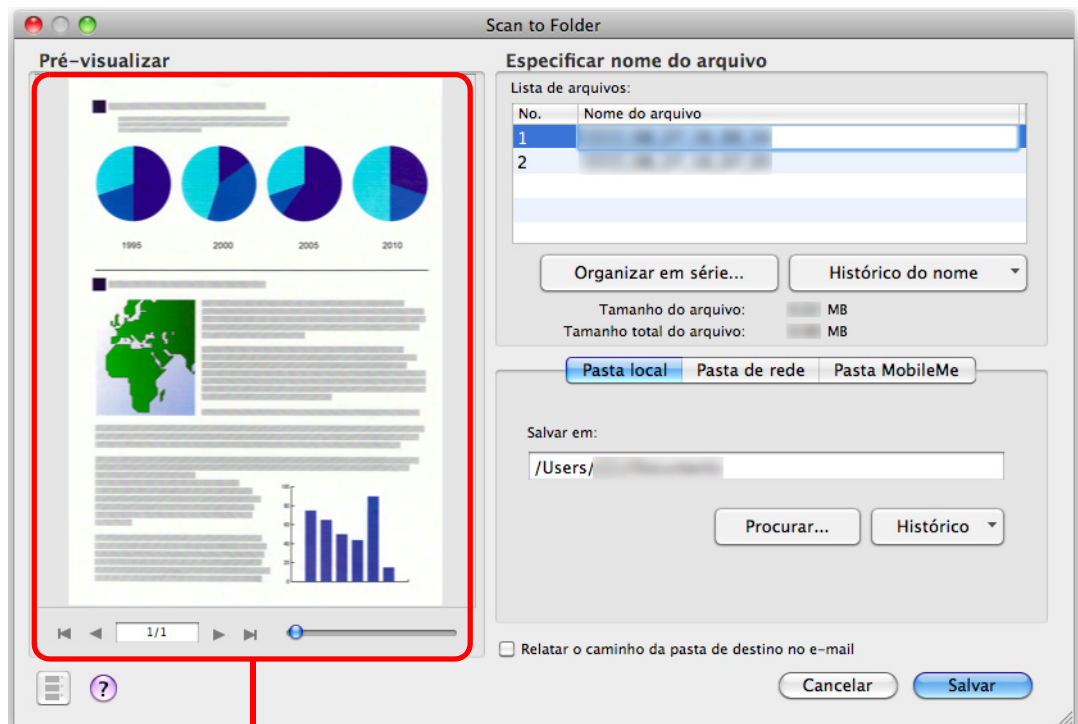 Scan to Folder
Pré-visualizar
1995 2000 2005 2010
100
1/1
?
Especificar nome do arquivo
Lista de arquivos:
No. Nome do arquivo
1
2
Organizar em série... Histórico do nome
Tamanho do arquivo: MB
Tamanho total do arquivo: MB
Pasta local Pasta de rede Pasta MobileMe
Salvar em:
/Users/
Procurar... Histórico
Relatar o caminho da pasta de destino no e-mail
Cancelar Salvar